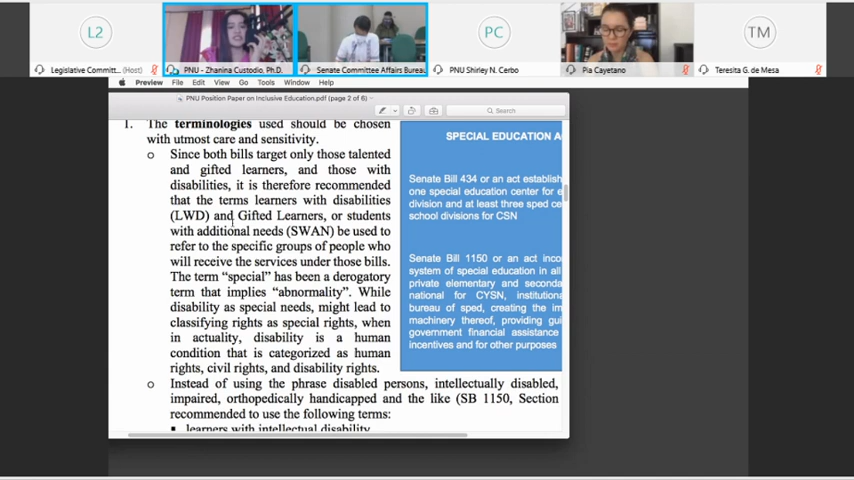 L2
PC
TM
Legislative Committ... (Host)
PNU - Zhanina Custodio, Ph.D.
Senate Committee Affairs Bureau
PNU Shirley N. Cerbo
Pia Cayetano
Teresita G. de Mesa
Preview File Edit View Go Tools Window Help
PNU Position Paper on Inclusive Education.pdf (page 2 of 6)
Search
1. The terminologies used should be chosen
with utmost care and sensitivity.
o Since both bills target only those talented
and gifted learners, and those with
disabilities, it is therefore recommended
that the terms learners with disabilities
(LWD) and Gifted Learners, or students
with additional needs (SWAN) be used to
refer to the specific groups of people who
will receive the services under those bills.
The term “special” has been a derogatory
term that implies “abnormality”. While
disability as special needs, might lead to
classifying rights as special rights, when
in actuality, disability is a human
condition that is categorized as human
rights, civil rights, and disability rights.
o Instead of using the phrase disabled persons, intellectually disabled,
impaired, orthopedically handicapped and the like (SB 1150, Section
recommended to use the following terms:
▪ learners with intellectual disability
SPECIAL EDUCATION A
Senate Bill 434 or an act establish
one special education center for e
division and at least three sped ce
school divisions for CSN
Senate Bill 1150 or an act inco
system of special education in all
private elementary and seconda
national for CYSN, institutiona
bureau of sped, creating the im
machinery thereof, providing gui
government financial assistance
incentives and for other purposes